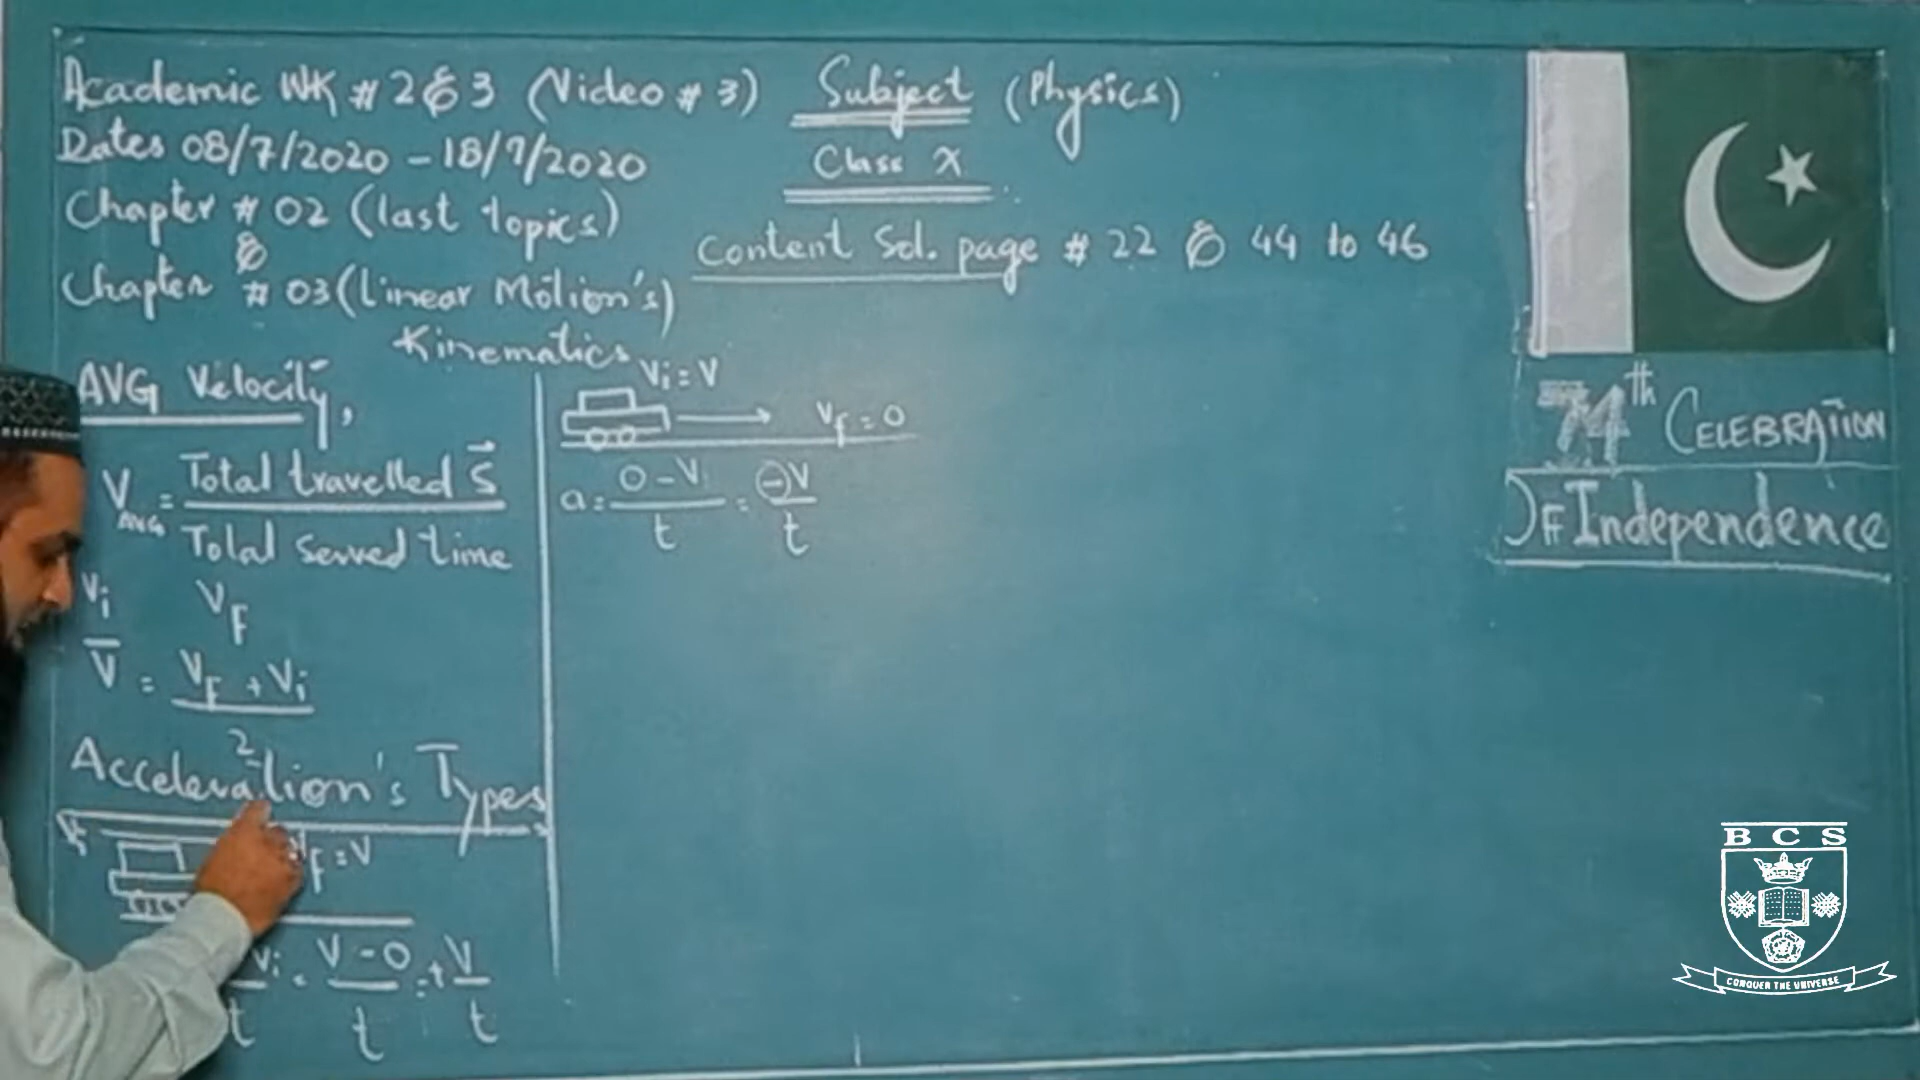 Academic WK # 2 & 3 (Video # 3)
Subject (Physics)
Dates 08/7/2020 - 18/7/2020
Class X
Chapter # 02 (last topics)
&
Content Sol. page # 22 & 44 to 46
Chapter # 03 (linear Motion's)
Kinematics
AVG Velocity,
V AVG = Total travelled S⃗ / Total served time
Vi VF
V̅ = VF + Vi / 2
Acceleration's Types
VF = V
Vi / t = V - 0 / t = + V / t
Vi = V
VF = 0
a = 0 - Vi / t = - V / t
74th CELEBRATION
OF Independence
BCS
CONQUER THE UNIVERSE